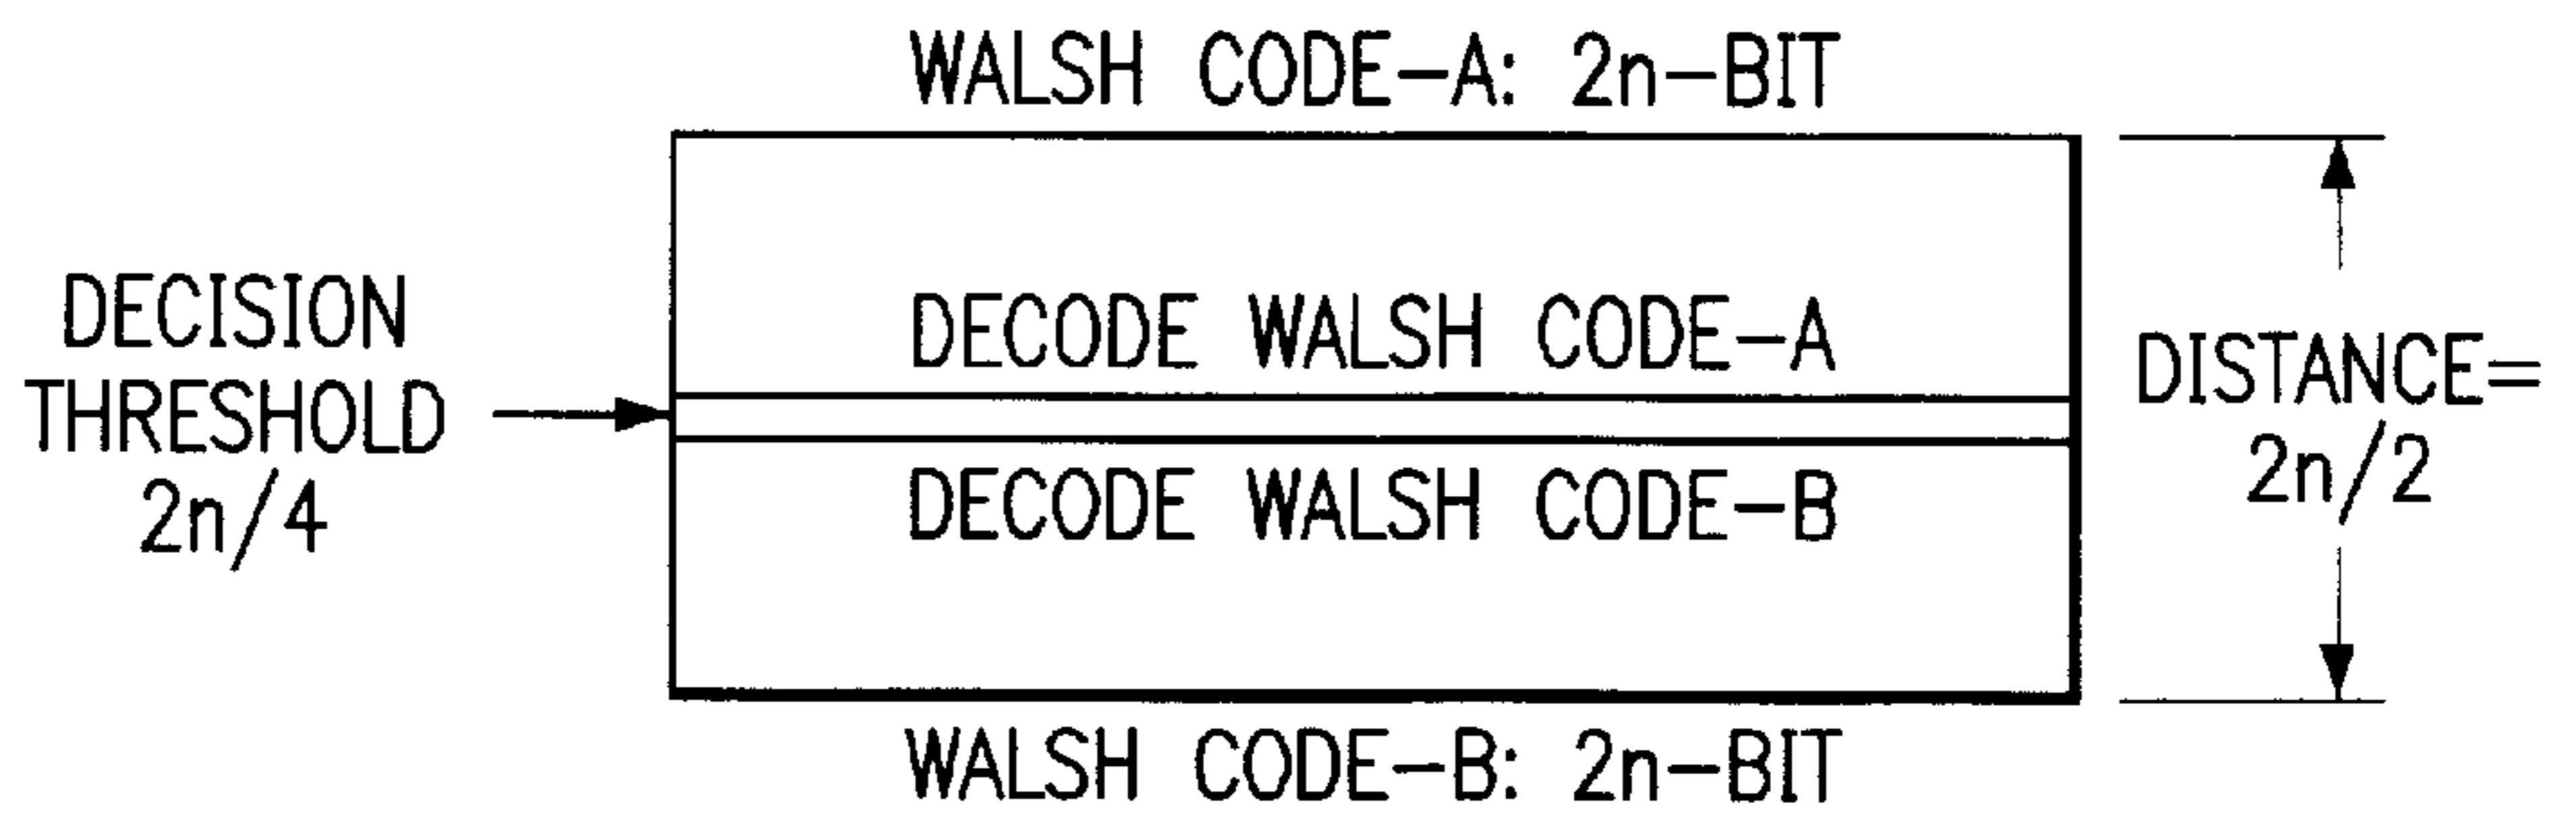 WALSH CODE-A: 2n-BIT
DECISION
THRESHOLD
2n/4
DECODE WALSH CODE-A
DECODE WALSH CODE-B
DISTANCE=
2n/2
WALSH CODE-B: 2n-BIT